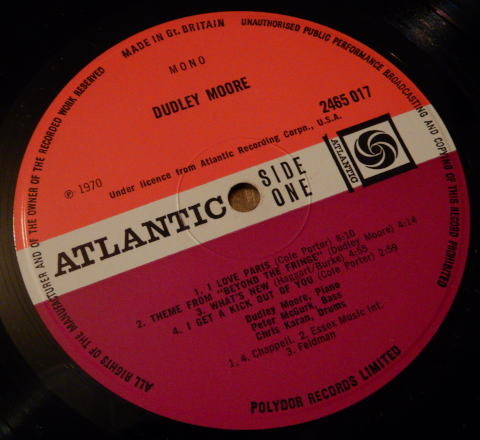 MADE IN Gt. BRITAIN
UNAUTHORISED PUBLIC PERFORMANCE BROADCASTING AND COPYING OF THIS RECORD PROHIBITED
ALL RIGHTS OF THE MANUFACTURER AND OF THE OWNER OF THE RECORDED WORK RESERVED
MONO
DUDLEY MOORE
2465 017
℗ 1970
Under licence from Atlantic Recording Corpn., U.S.A.
ATLANTIC
SIDE
ONE
ATLANTIC
1. I LOVE PARIS (Cole Porter) 6:10
2. THEME FROM "BEYOND THE FRINGE" (Dudley Moore) 4:14
3. WHAT'S NEW (Haggart/Burke) 4:55
4. I GET A KICK OUT OF YOU (Cole Porter) 2:59
Dudley Moore, Piano
Peter McGurk, Bass
Chris Karan, Drums
1, 4. Chappell. 2. Essex Music Int.
3. Feldman
POLYDOR RECORDS LIMITED